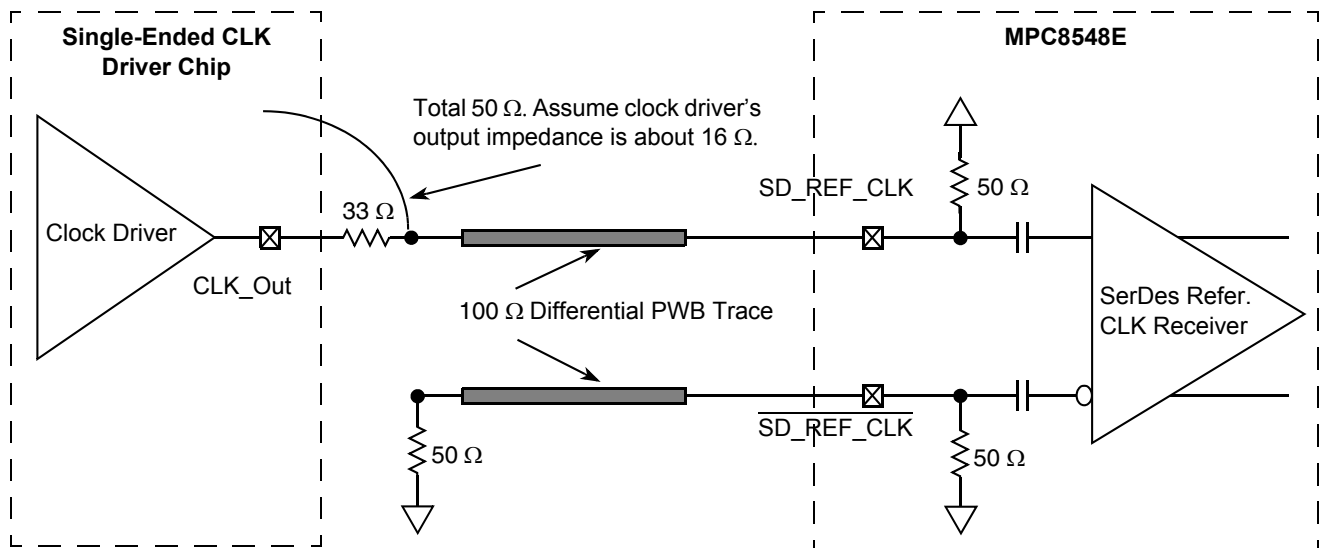 Single-Ended CLK
Driver Chip
MPC8548E
Total 50 Ω. Assume clock driver's
output impedance is about 16 Ω.
SD_REF_CLK
50 Ω
33 Ω
Clock Driver
CLK_Out
100 Ω Differential PWB Trace
SerDes Refer.
CLK Receiver
SD_REF_CLK
50 Ω
50 Ω